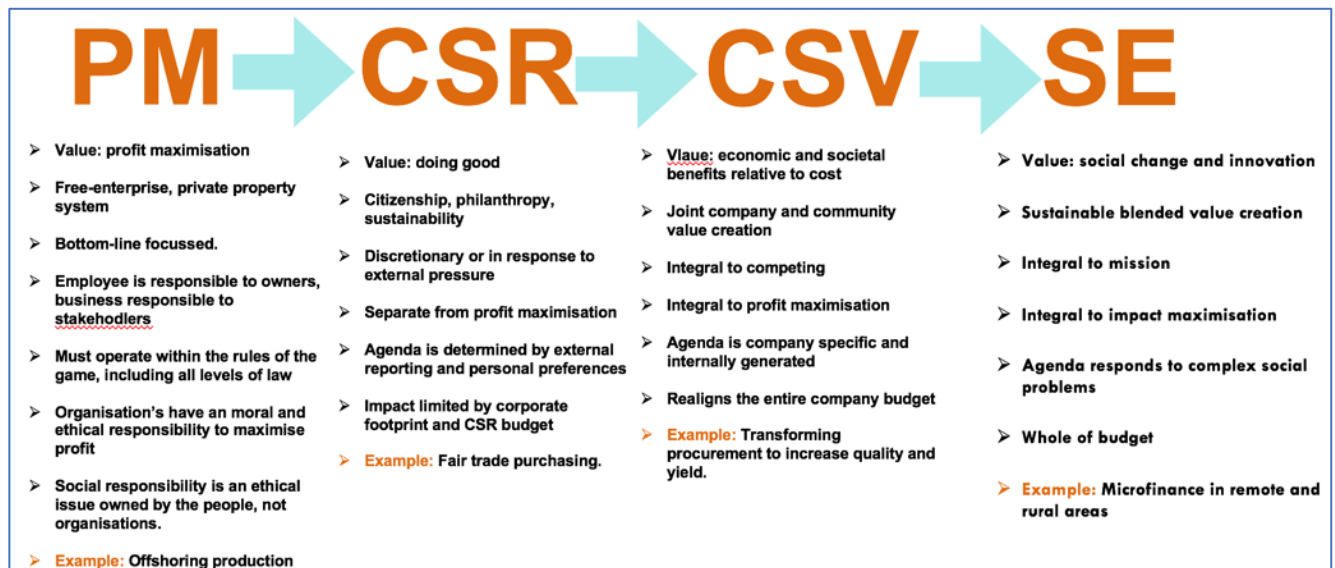 PM CSR CSV SE
➢ Value: profit maximisation
➢ Free-enterprise, private property
system
➢ Bottom-line focussed.
➢ Employee is responsible to owners,
business responsible to
stakehodlers
➢ Must operate within the rules of the
game, including all levels of law
➢ Organisation's have an moral and
ethical responsibility to maximise
profit
➢ Social responsibility is an ethical
issue owned by the people, not
organisations.
➢ Example: Offshoring production
➢ Value: doing good
➢ Citizenship, philanthropy,
sustainability
➢ Discretionary or in response to
external pressure
➢ Separate from profit maximisation
➢ Agenda is determined by external
reporting and personal preferences
➢ Impact limited by corporate
footprint and CSR budget
➢ Example: Fair trade purchasing.
➢ Vlaue: economic and societal
benefits relative to cost
➢ Joint company and community
value creation
➢ Integral to competing
➢ Integral to profit maximisation
➢ Agenda is company specific and
internally generated
➢ Realigns the entire company budget
➢ Example: Transforming
procurement to increase quality and
yield.
➢ Value: social change and innovation
➢ Sustainable blended value creation
➢ Integral to mission
➢ Integral to impact maximisation
➢ Agenda responds to complex social
problems
➢ Whole of budget
➢ Example: Microfinance in remote and
rural areas